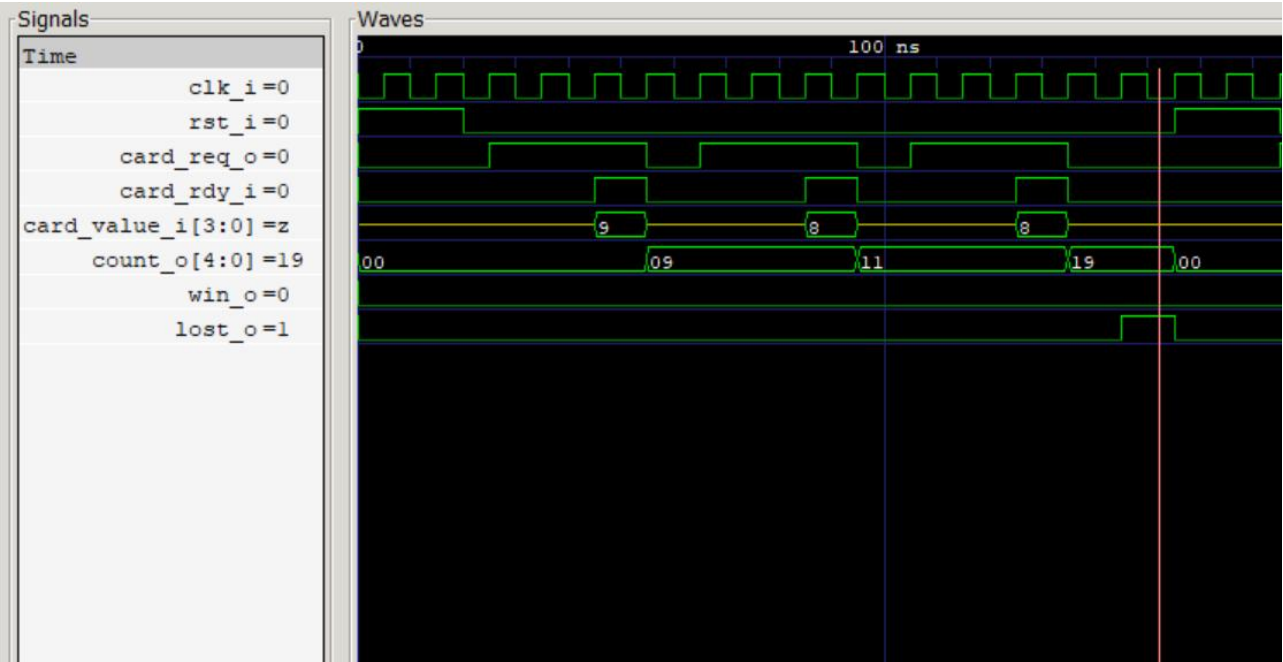 Signals
Time
clk_i=0
rst_i=0
card_req_o=0
card_rdy_i=0
card_value_i[3:0]=z
count_o[4:0]=19
win_o=0
lost_o=1
Waves
0 100 ns
9 8 8
00 09 11 19 00